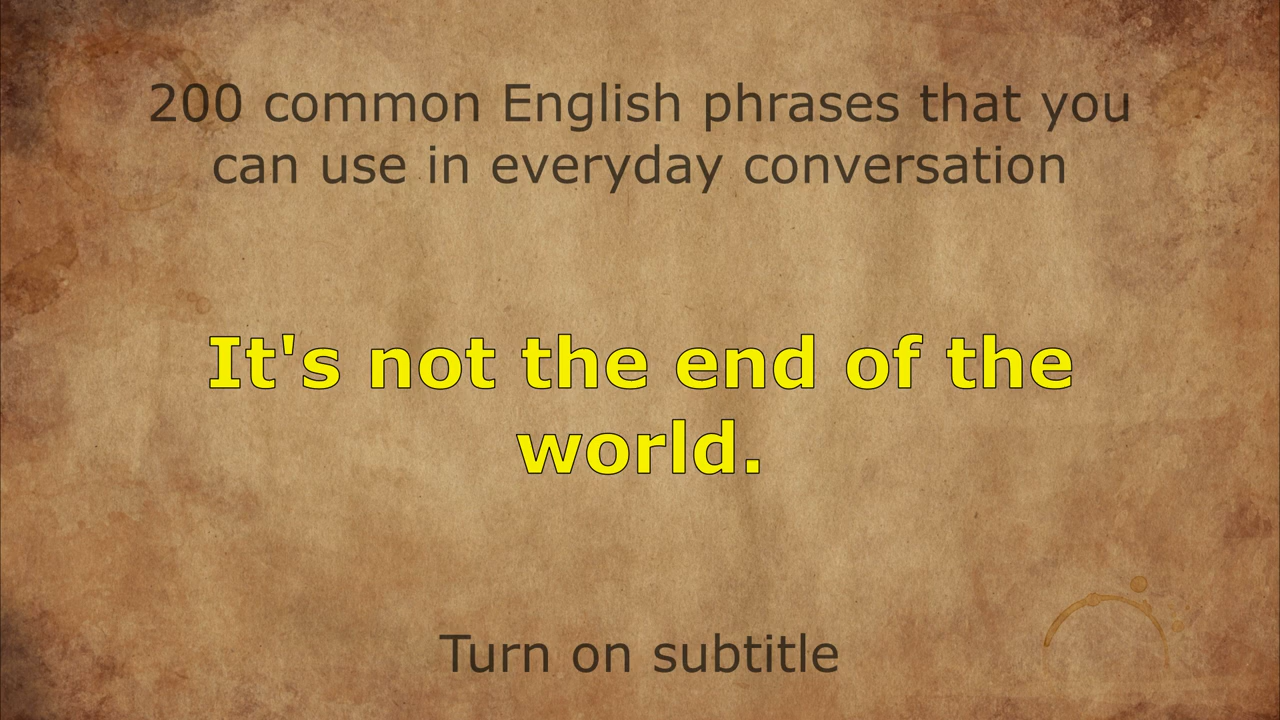 200 common English phrases that you
can use in everyday conversation
It's not the end of the
world.
Turn on subtitle